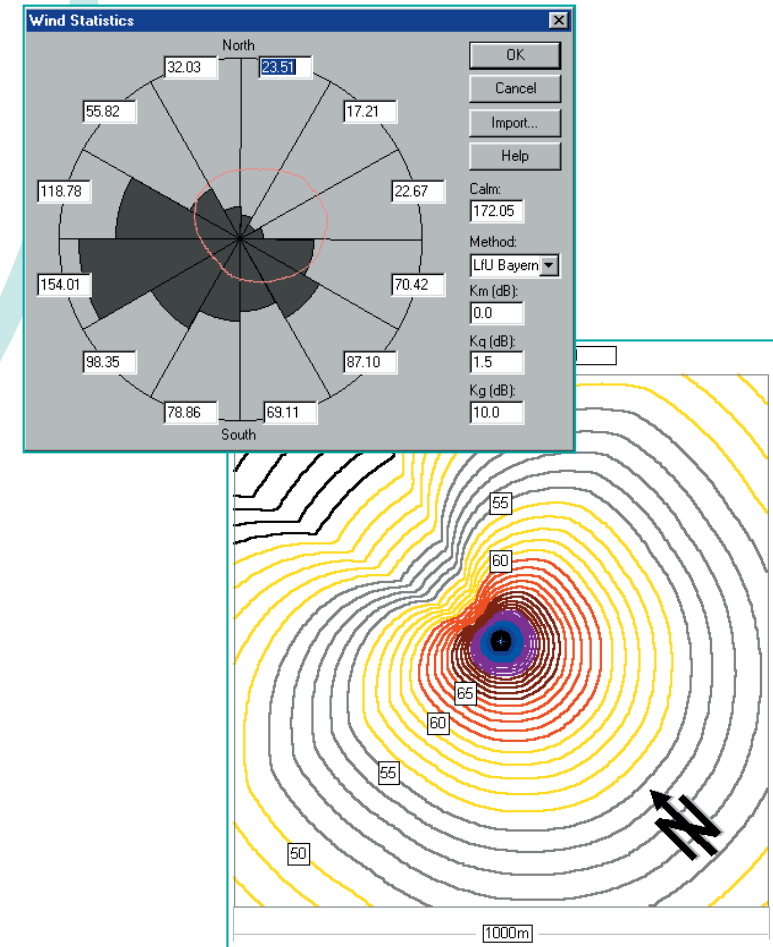 Wind Statistics
North
32.03
23.51
OK
55.82
17.21
Cancel
Import...
Help
118.78
22.67
Calm:
172.05
Method:
LfU Bayern
154.01
70.42
Km (dB):
0.0
98.35
87.10
Kq (dB):
1.5
78.86
69.11
Kg (dB):
10.0
South
55
60
65
60
55
50
N
1000m